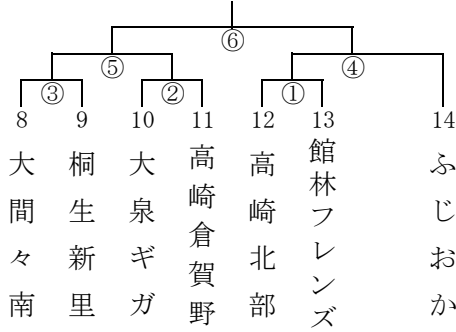 ⑥
⑤ ④
③ ② ①
8 9 10 11 12 13 14
大間々南
桐生新里
大泉ギガ
高崎倉賀野
高崎北部
館林フレンズ
ふじおか